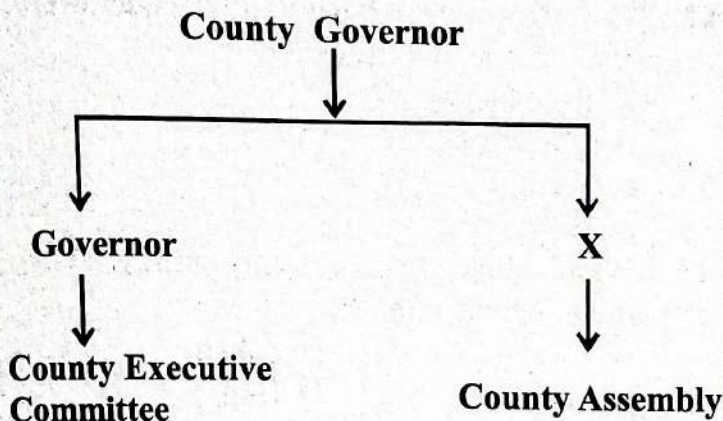 County Governor
Governor
X
County Executive
Committee
County Assembly